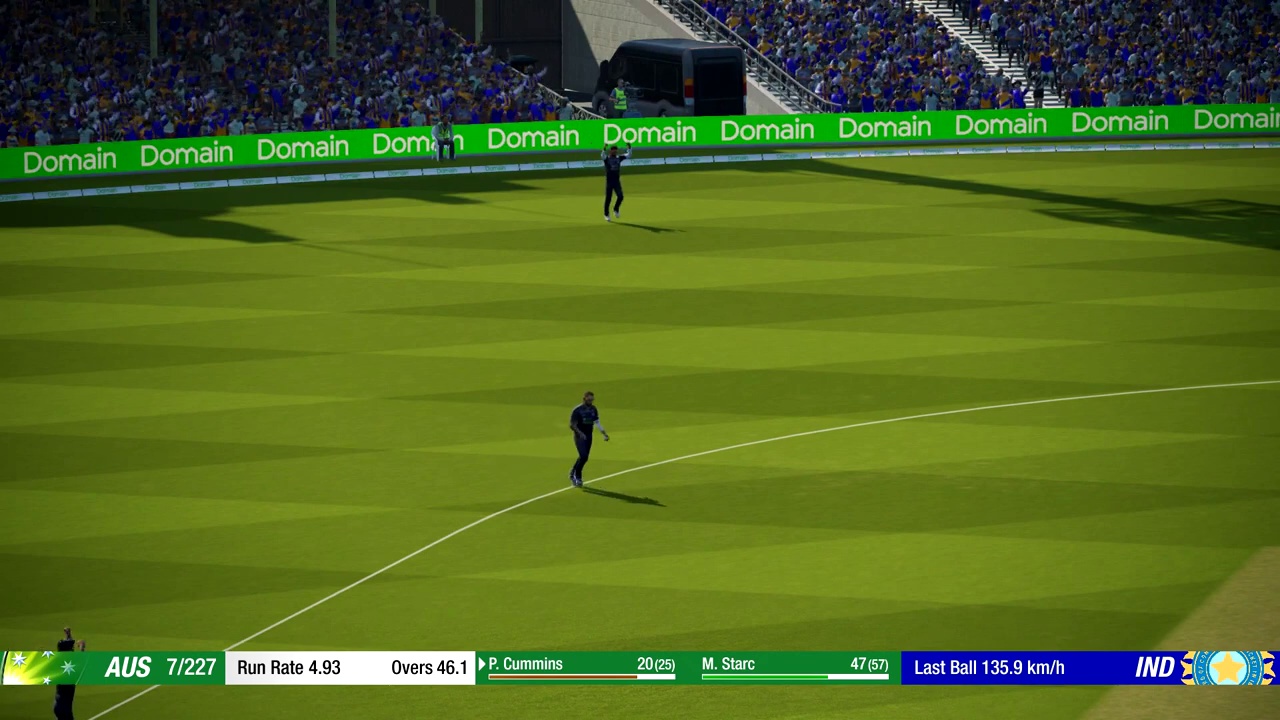 Domain Domain Domain Domain Domain Domain Domain Domain Domain Domain Domain
AUS 7/227 Run Rate 4.93 Overs 46.1 P. Cummins 20 (25) M. Starc 47 (57) Last Ball 135.9 km/h IND